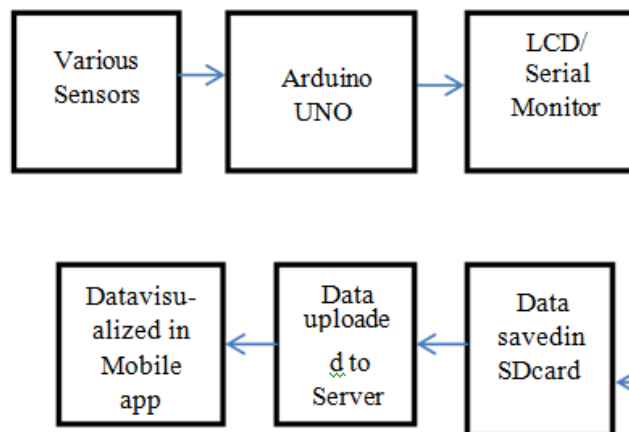 Various
Sensors
Arduino
UNO
LCD/
Serial
Monitor
Datavisu-
alized in
Mobile
app
Data
uploade
d to
Server
Data
savedin
SDcard